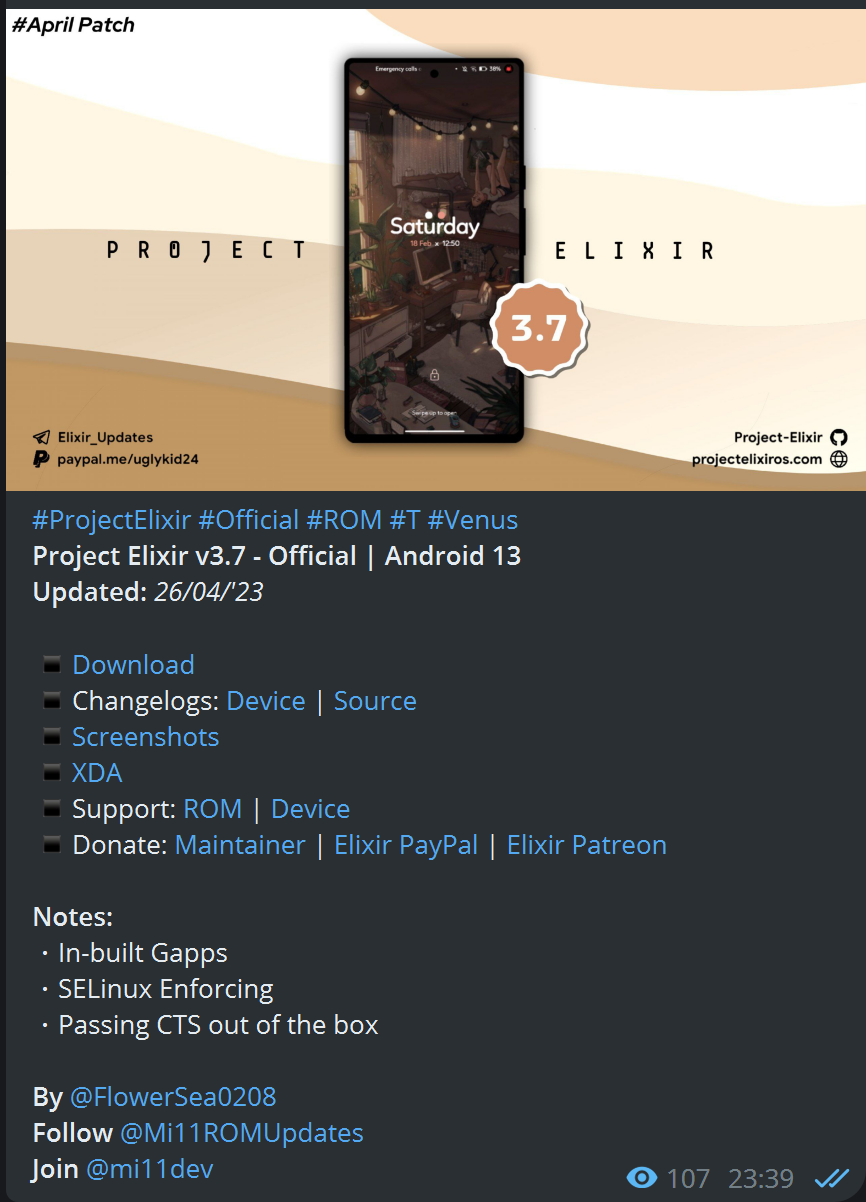 #April Patch
Emergency calls
38%
Saturday
18 Feb. x 12:50
PROJECT
ELIXIR
3.7
Swipe up to open
Elixir_Updates
paypal.me/uglykid24
Project-Elixir
projectelixiros.com
#ProjectElixir #Official #ROM #T #Venus
Project Elixir v3.7 - Official | Android 13
Updated: 26/04/'23
Download
Changelogs: Device | Source
Screenshots
XDA
Support: ROM | Device
Donate: Maintainer | Elixir PayPal | Elixir Patreon
Notes:
· In-built Gapps
· SELinux Enforcing
· Passing CTS out of the box
By @FlowerSea0208
Follow @Mi11ROMUpdates
Join @mi11dev
107 23:39